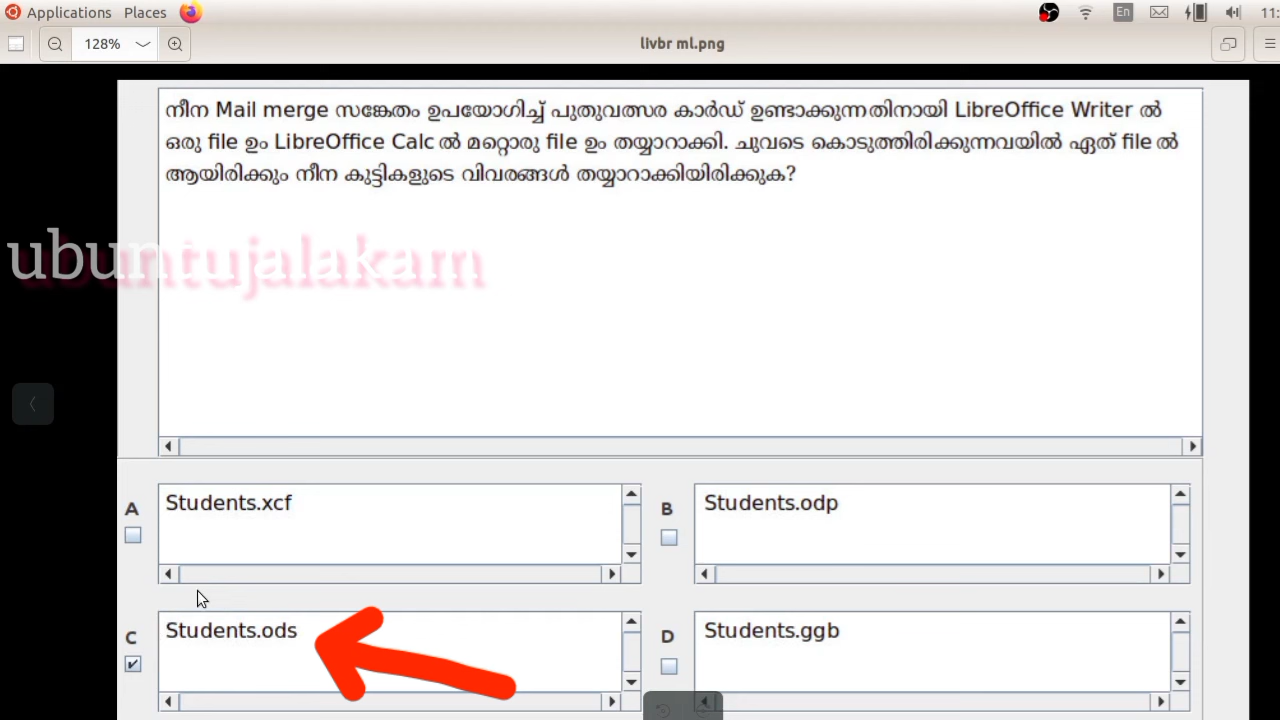 Applications Places En 11:
128% livbr ml.png
നീന Mail merge സങ്കേതം ഉപയോഗിച്ച് പുതുവത്സര കാർഡ് ഉണ്ടാക്കുന്നതിനായി LibreOffice Writer ൽ
ഒരു file ഉം LibreOffice Calc ൽ മറ്റൊരു file ഉം തയ്യാറാക്കി. ചുവടെ കൊടുത്തിരിക്കുന്നവയിൽ ഏത് file ൽ
ആയിരിക്കും നീന കുട്ടികളുടെ വിവരങ്ങൾ തയ്യാറാക്കിയിരിക്കുക?
ubuntujalakam
A Students.xcf
B Students.odp
C Students.ods
D Students.ggb